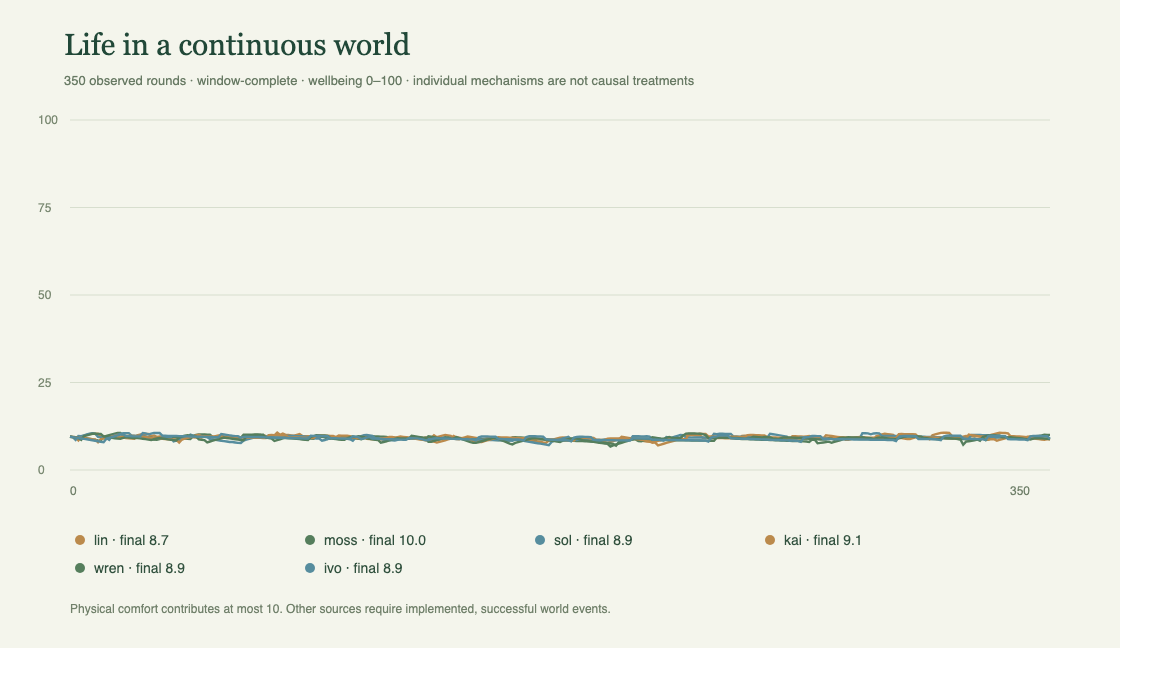 Life in a continuous world
350 observed rounds · window-complete · wellbeing 0–100 · individual mechanisms are not causal treatments
100
75
50
25
0
0 350
lin · final 8.7 moss · final 10.0 sol · final 8.9 kai · final 9.1
wren · final 8.9 ivo · final 8.9
Physical comfort contributes at most 10. Other sources require implemented, successful world events.